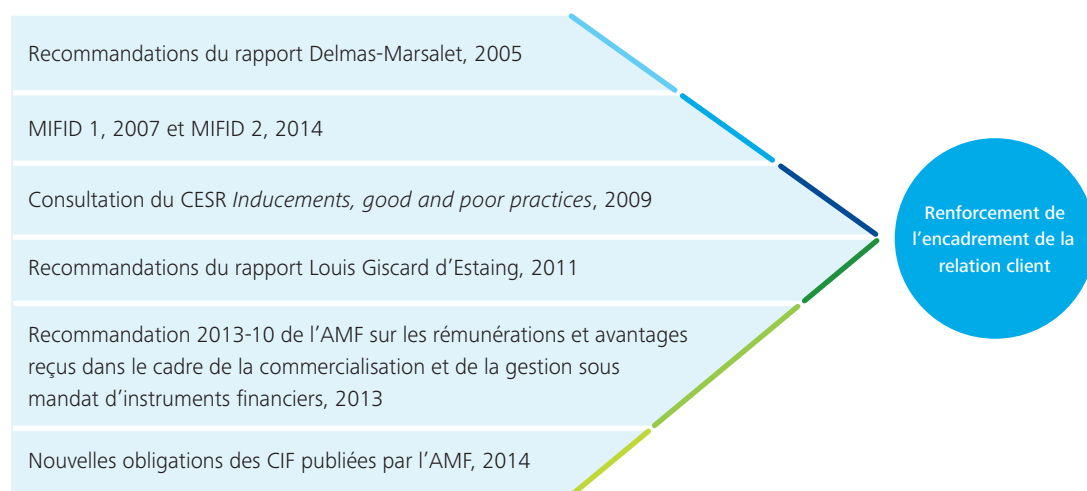 Recommandations du rapport Delmas-Marsalet, 2005
MIFID 1, 2007 et MIFID 2, 2014
Consultation du CESR Inducements, good and poor practices, 2009
Recommandations du rapport Louis Giscard d’Estaing, 2011
Recommandation 2013-10 de l’AMF sur les rémunérations et avantages
reçus dans le cadre de la commercialisation et de la gestion sous
mandat d’instruments financiers, 2013
Nouvelles obligations des CIF publiées par l’AMF, 2014
Renforcement de
l’encadrement de la
relation client